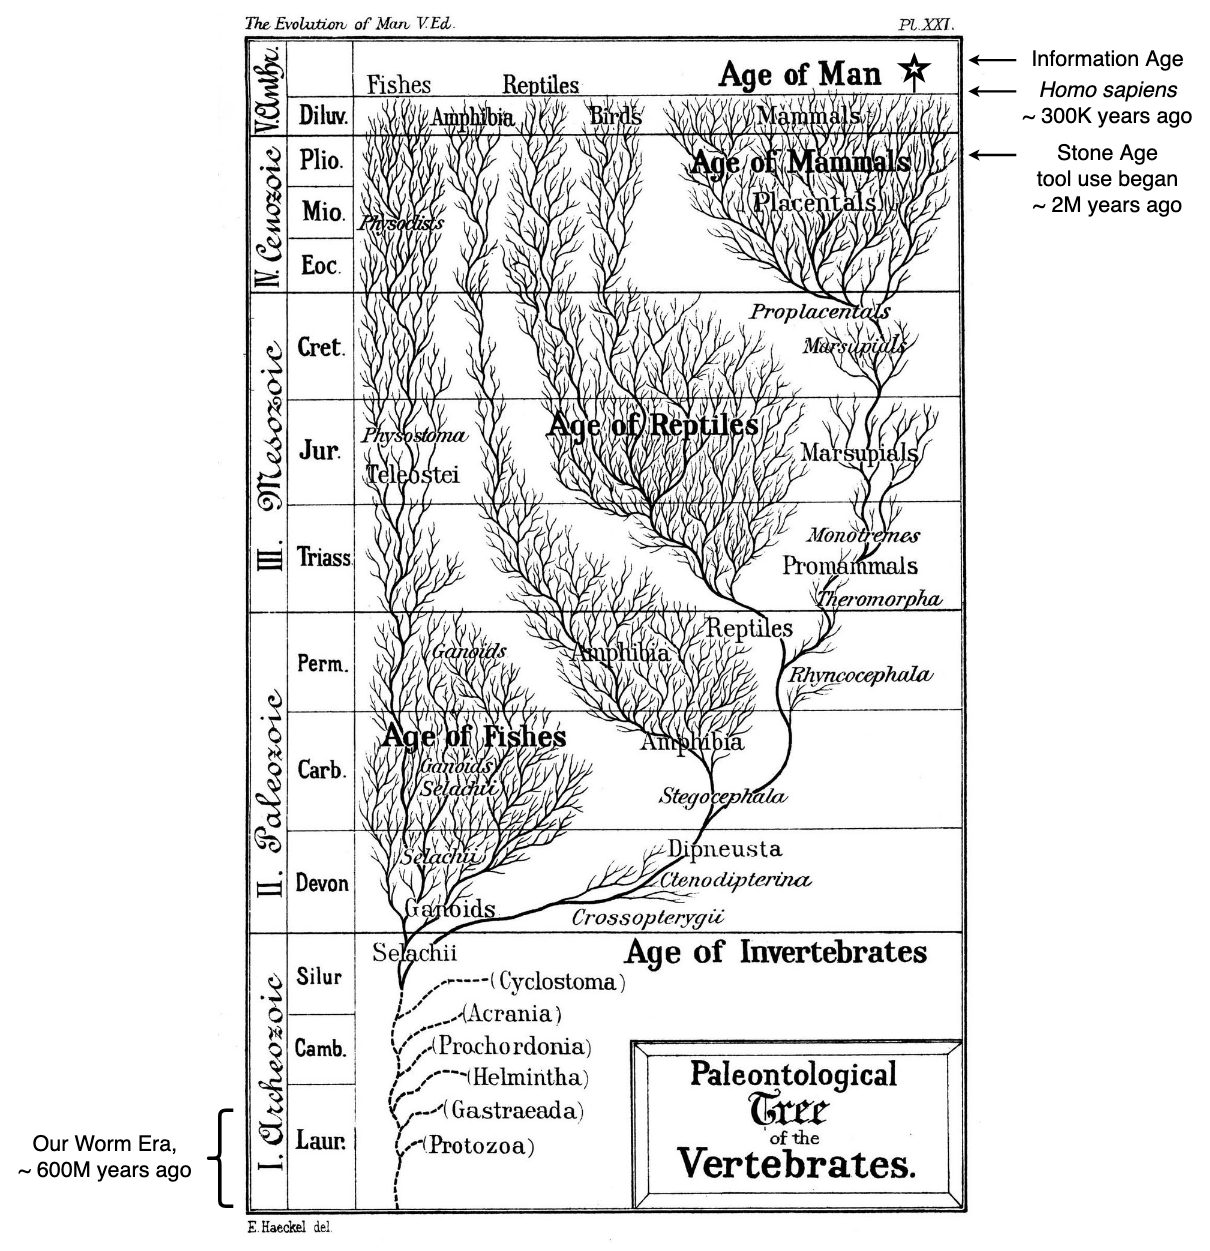 The Evolution of Man V.Ed.
Pl.XXI.
V.Anthr.
Fishes
Reptiles
Age of Man
Information Age
Homo sapiens
~ 300K years ago
Diluv.
Amphibia
Birds
Mammals
IV. Cenozoic
Plio.
Age of Mammals
Stone Age
tool use began
~ 2M years ago
Placentals
Mio.
Physoclists
Eoc.
III. Mesozoic
Proplacentals
Cret.
Marsupials
Age of Reptiles
Jur.
Physostoma
Teleostei
Marsupials
Triass
Monotremes
Promammals
Theromorpha
II. Paleozoic
Reptiles
Perm.
Ganoids
Amphibia
Rhyncocephala
Age of Fishes
Amphibia
Carb.
Ganoids
Selachii
Stegocephala
Selachii
Dipneusta
Devon
Ctenodipterina
Ganoids
Crossopterygii
I. Archeozoic
Selachii
Age of Invertebrates
Silur
(Cyclostoma)
(Acrania)
Camb.
(Prochordonia)
(Helmintha)
(Gastraeada)
Laur.
(Protozoa)
Our Worm Era,
~ 600M years ago
Paleontological
Tree
of the
Vertebrates.
E.Haeckel del.